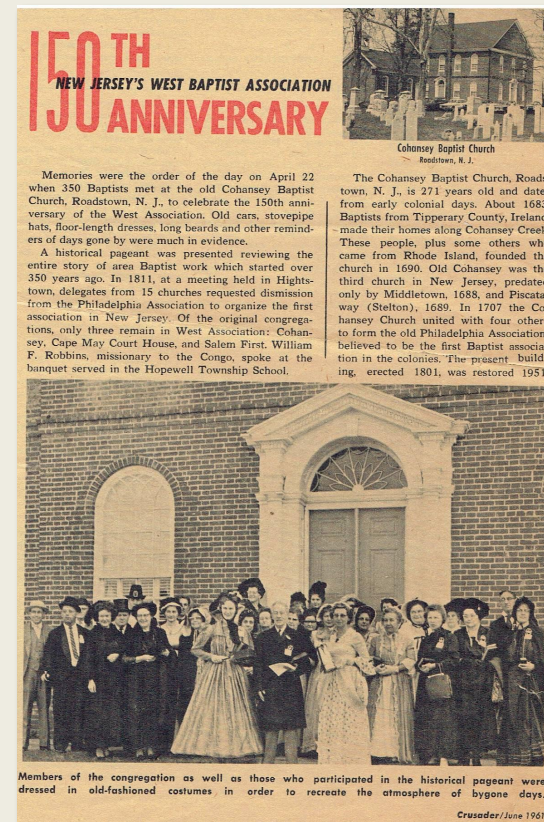 150 TH
NEW JERSEY'S WEST BAPTIST ASSOCIATION
ANNIVERSARY
Cohansey Baptist Church
Roadstown, N. J.
Memories were the order of the day on April 22
when 350 Baptists met at the old Cohansey Baptist
Church, Roadstown, N. J., to celebrate the 150th anni-
versary of the West Association. Old cars, stovepipe
hats, floor-length dresses, long beards and other remind-
ers of days gone by were much in evidence.
A historical pageant was presented reviewing the
entire story of area Baptist work which started over
350 years ago. In 1811, at a meeting held in Hights-
town, delegates from 15 churches requested dismission
from the Philadelphia Association to organize the first
association in New Jersey. Of the original congrega-
tions, only three remain in West Association: Cohan-
sey, Cape May Court House, and Salem First. William
F. Robbins, missionary to the Congo, spoke at the
banquet served in the Hopewell Township School.
The Cohansey Baptist Church, Roads
town, N. J., is 271 years old and date
from early colonial days. About 1683
Baptists from Tipperary County, Ireland
made their homes along Cohansey Creek
These people, plus some others wh
came from Rhode Island, founded th
church in 1690. Old Cohansey was th
third church in New Jersey, predate
only by Middletown, 1688, and Piscata
way (Stelton), 1689. In 1707 the Co
hansey Church united with four other
to form the old Philadelphia Association
believed to be the first Baptist associa
tion in the colonies. The present build
ing, erected 1801, was restored 1951
Members of the congregation as well as those who participated in the historical pageant were
dressed in old-fashioned costumes in order to recreate the atmosphere of bygone days.
Crusader/June 1961